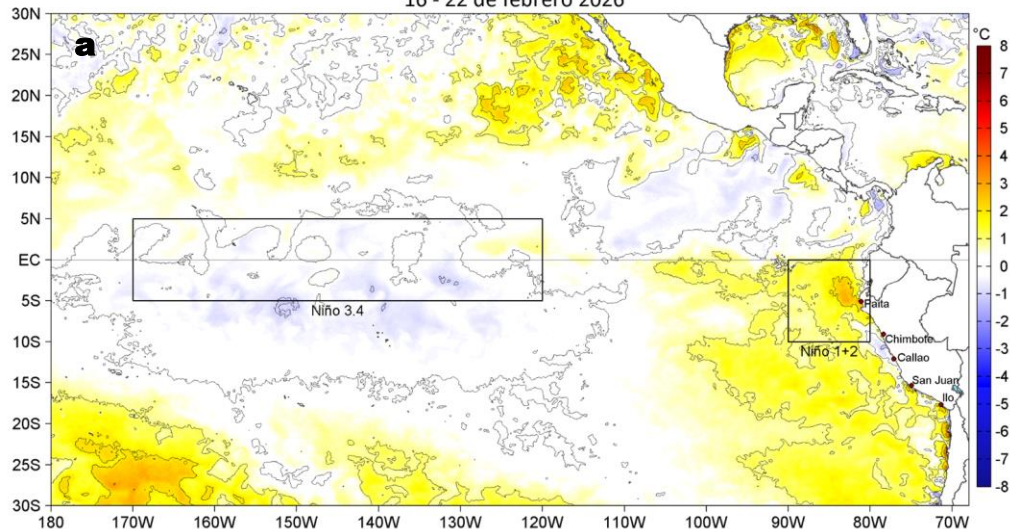 16 - 22 de febrero 2026
a
°C
30N
25N
20N
15N
10N
5N
EC
5S
10S
15S
20S
25S
30S
8
7
6
5
4
3
2
1
0
-1
-2
-3
-4
-5
-6
-7
-8
Niño 3.4
Niño 1+2
Paita
Chimbote
Callao
San Juan
Ilo
180 170W 160W 150W 140W 130W 120W 110W 100W 90W 80W 70W